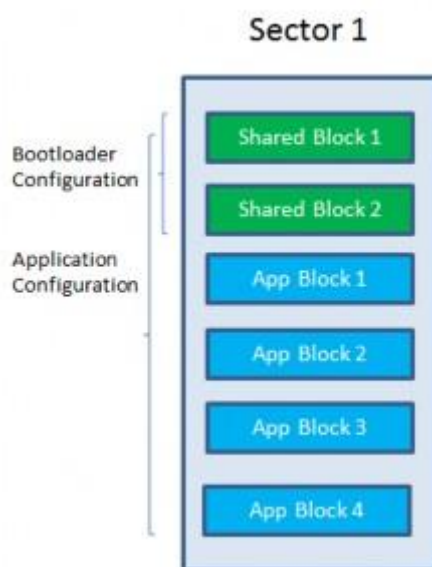 Sector 1
Shared Block 1
Bootloader
Configuration
Shared Block 2
Application
Configuration
App Block 1
App Block 2
App Block 3
App Block 4